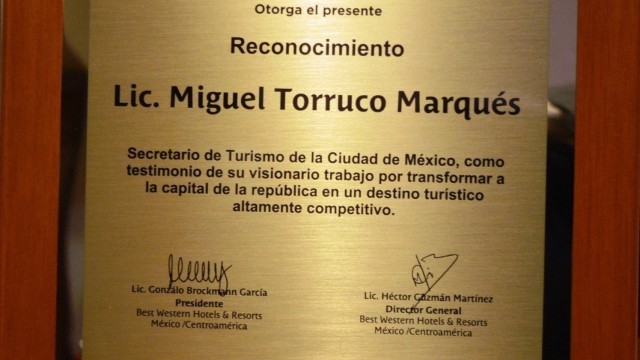 Otorga el presente
Reconocimiento
Lic. Miguel Torruco Marqués
Secretario de Turismo de la Ciudad de México, como
testimonio de su visionario trabajo por transformar a
la capital de la república en un destino turístico
altamente competitivo.
Lic. Gonzálo Brockmann García
Presidente
Best Western Hotels & Resorts
México /Centroamérica
Lic. Héctor Guzmán Martínez
Director General
Best Western Hotels & Resorts
México /Centroamérica